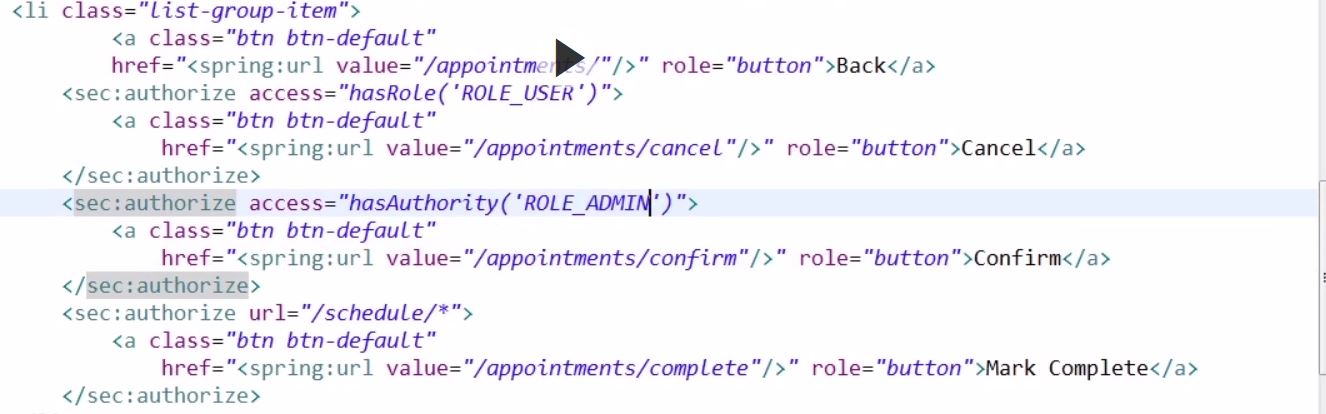 <li class="list-group-item">
<a class="btn btn-default"
href="<spring:url value="/appointments/"/>" role="button">Back</a>
<sec:authorize access="hasRole('ROLE_USER')">
<a class="btn btn-default"
href="<spring:url value="/appointments/cancel"/>" role="button">Cancel</a>
</sec:authorize>
<sec:authorize access="hasAuthority('ROLE_ADMIN')">
<a class="btn btn-default"
href="<spring:url value="/appointments/confirm"/>" role="button">Confirm</a>
</sec:authorize>
<sec:authorize url="/schedule/*">
<a class="btn btn-default"
href="<spring:url value="/appointments/complete"/>" role="button">Mark Complete</a>
</sec:authorize>